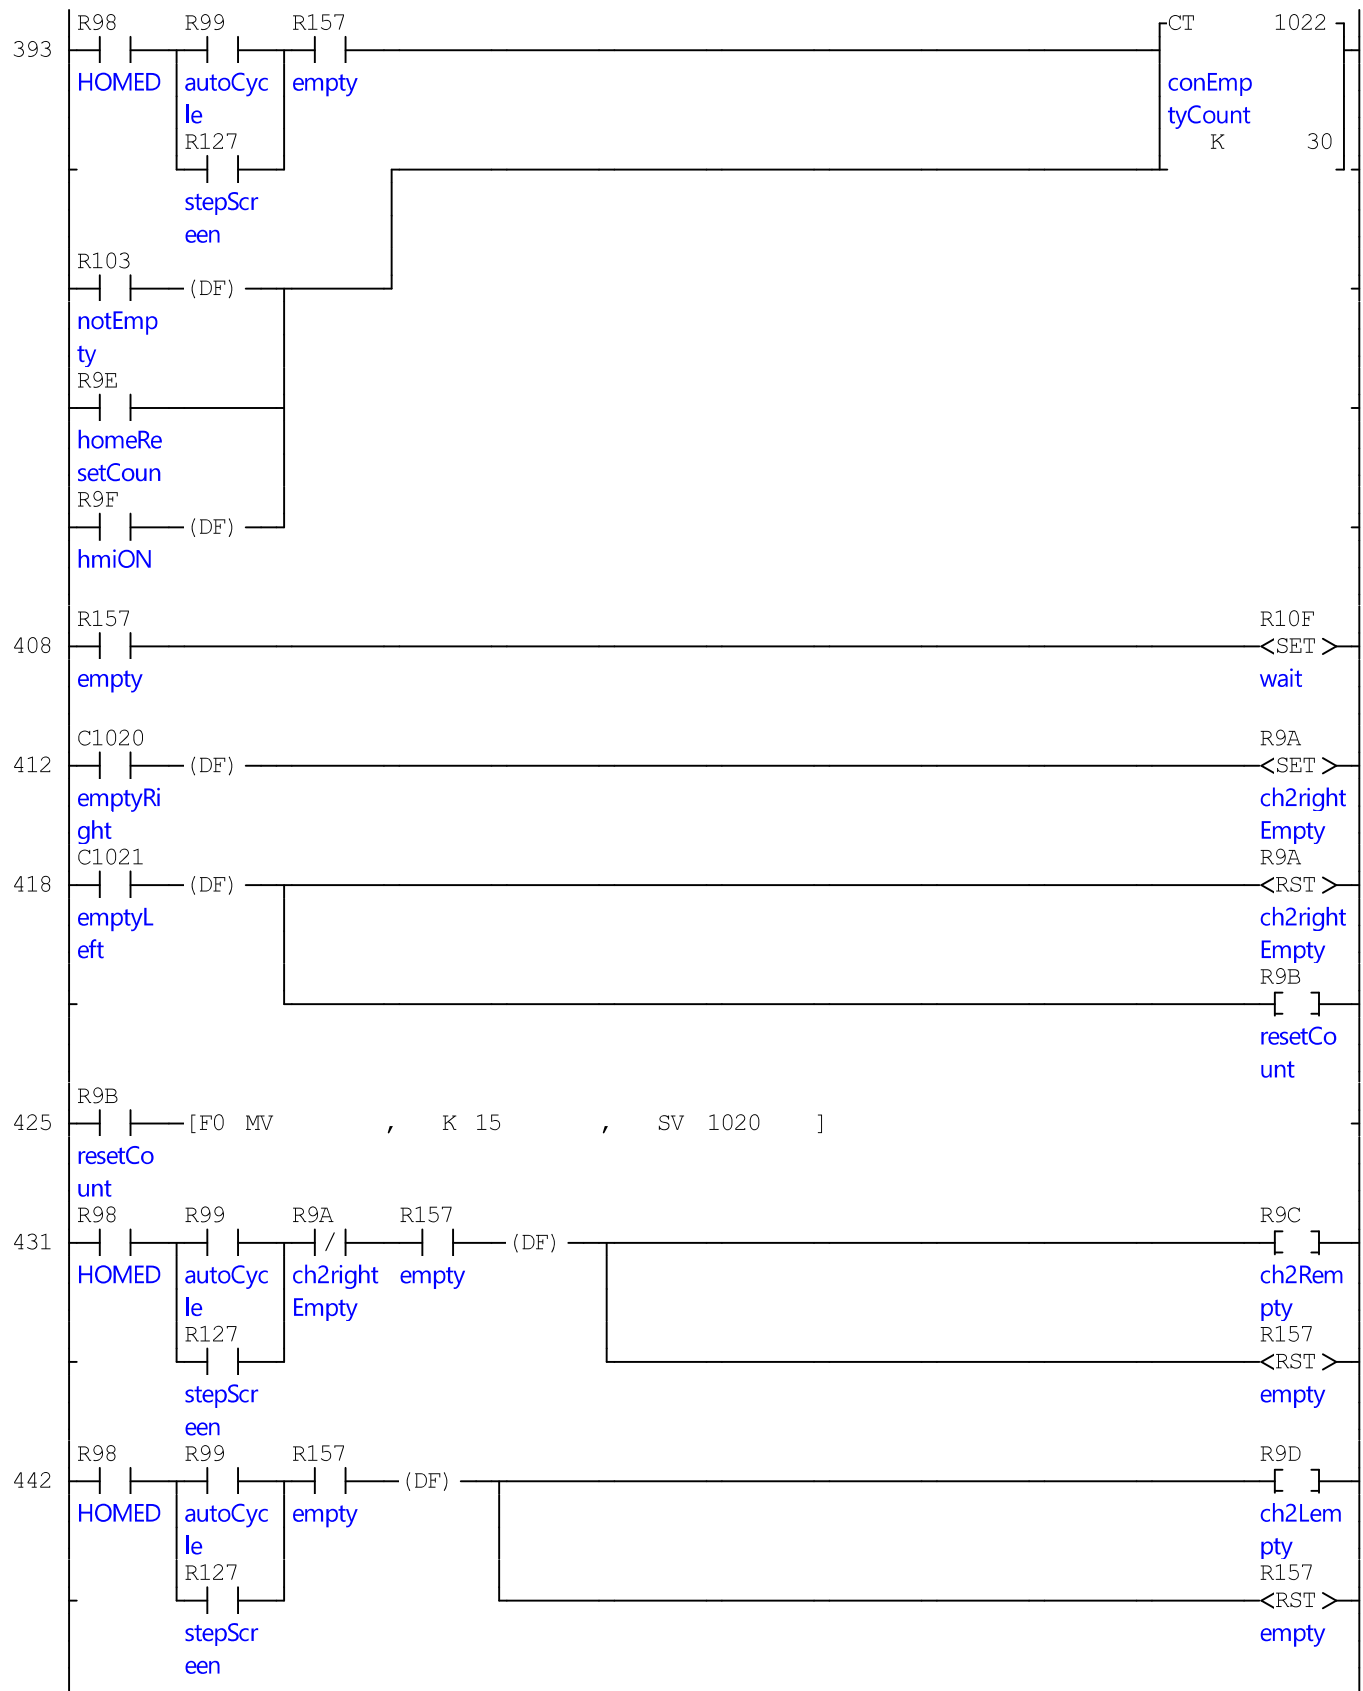 R98 R99 R157 CT 1022
393
HOMED autoCyc empty conEmp
le tyCount
R127 K 30
stepScr
een
R103
(DF)
notEmp
ty
R9E
homeRe
setCoun
R9F
(DF)
hmiON
R157 R10F
408 <SET>
empty wait
C1020 R9A
412 (DF) <SET>
emptyRi ch2right
ght Empty
C1021 R9A
418 (DF) <RST>
emptyL ch2right
eft Empty
R9B
[ ]
resetCo
unt
R9B
425 [F0 MV , K 15 , SV 1020 ]
resetCo
unt
R98 R99 R9A R157 R9C
431 / (DF) [ ]
HOMED autoCyc ch2right empty ch2Rem
le Empty pty
R127 R157
<RST>
stepScr empty
een
R98 R99 R157 R9D
442 (DF) [ ]
HOMED autoCyc empty ch2Lem
le pty
R127 R157
<RST>
stepScr empty
een